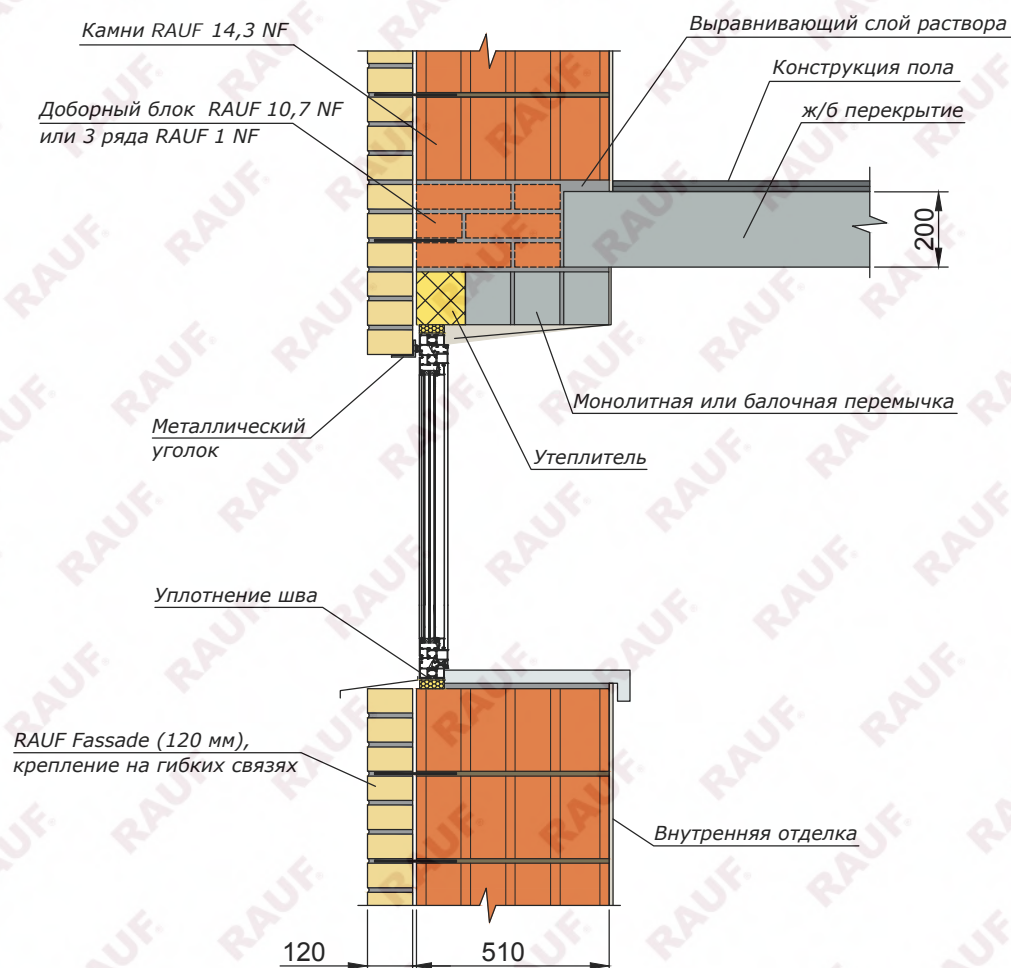 Камни RAUF 14,3 NF
Выравнивающий слой раствора
Конструкция пола
Доборный блок RAUF 10,7 NF
или 3 ряда RAUF 1 NF
ж/б перекрытие
200
Монолитная или балочная перемычка
Металлический
уголок
Утеплитель
Уплотнение шва
RAUF Fassade (120 мм),
крепление на гибких связях
Внутренняя отделка
120
510
RAUF